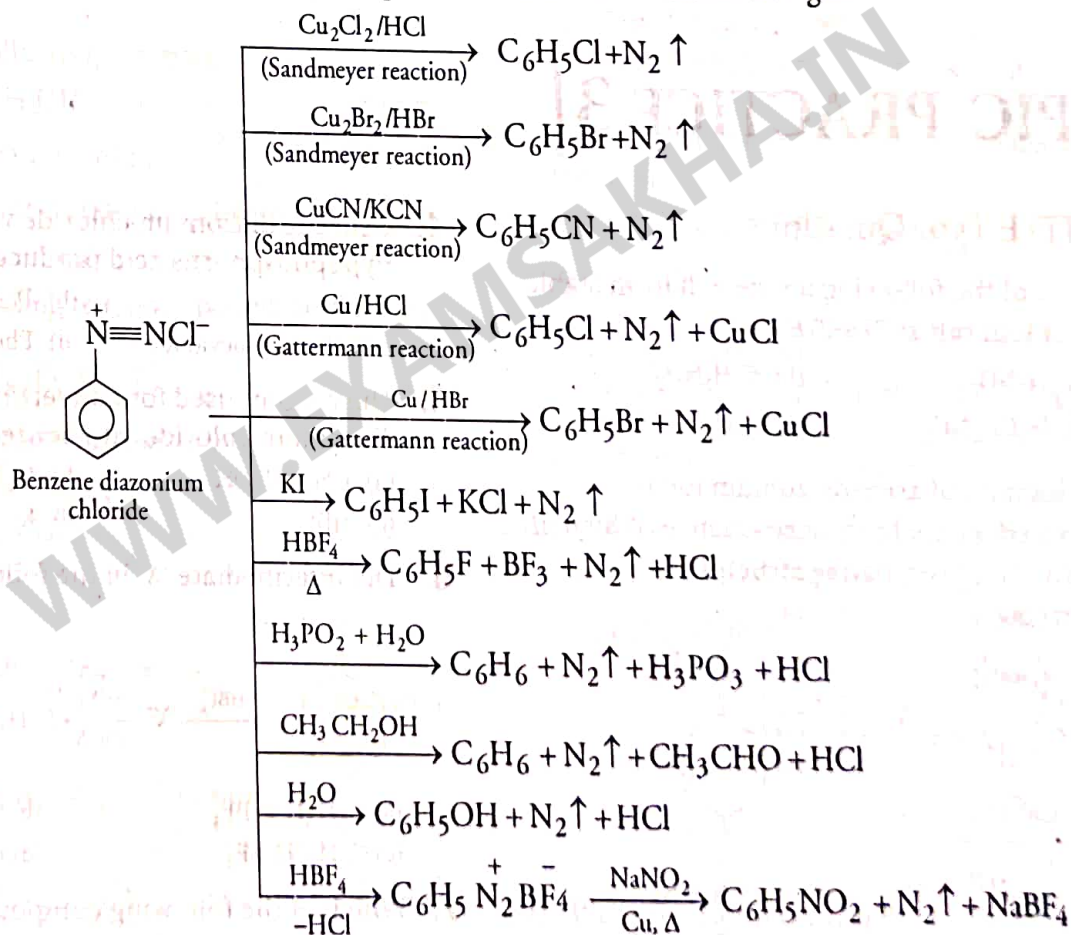 Cu₂Cl₂/HCl
(Sandmeyer reaction)
C₆H₅Cl+N₂ ↑
Cu₂Br₂/HBr
(Sandmeyer reaction)
C₆H₅Br+N₂ ↑
CuCN/KCN
(Sandmeyer reaction)
C₆H₅CN + N₂↑
Cu/HCl
(Gattermann reaction)
C₆H₅Cl + N₂↑ + CuCl
N⁺≡NCl⁻
Cu/HBr
(Gattermann reaction)
C₆H₅Br + N₂↑ + CuCl
Benzene diazonium
chloride
KI
C₆H₅I + KCl + N₂ ↑
HBF₄
Δ
C₆H₅F + BF₃ + N₂↑ +HCl
H₃PO₂ + H₂O
C₆H₆ + N₂↑ + H₃PO₃ + HCl
CH₃CH₂OH
C₆H₆ + N₂↑ + CH₃CHO + HCl
H₂O
C₆H₅OH + N₂↑ + HCl
HBF₄
–HCl
C₆H₅ N₂⁺ BF₄⁻
NaNO₂
Cu, Δ
C₆H₅NO₂ + N₂↑ + NaBF₄
WWW.EXAMSAKHA.IN